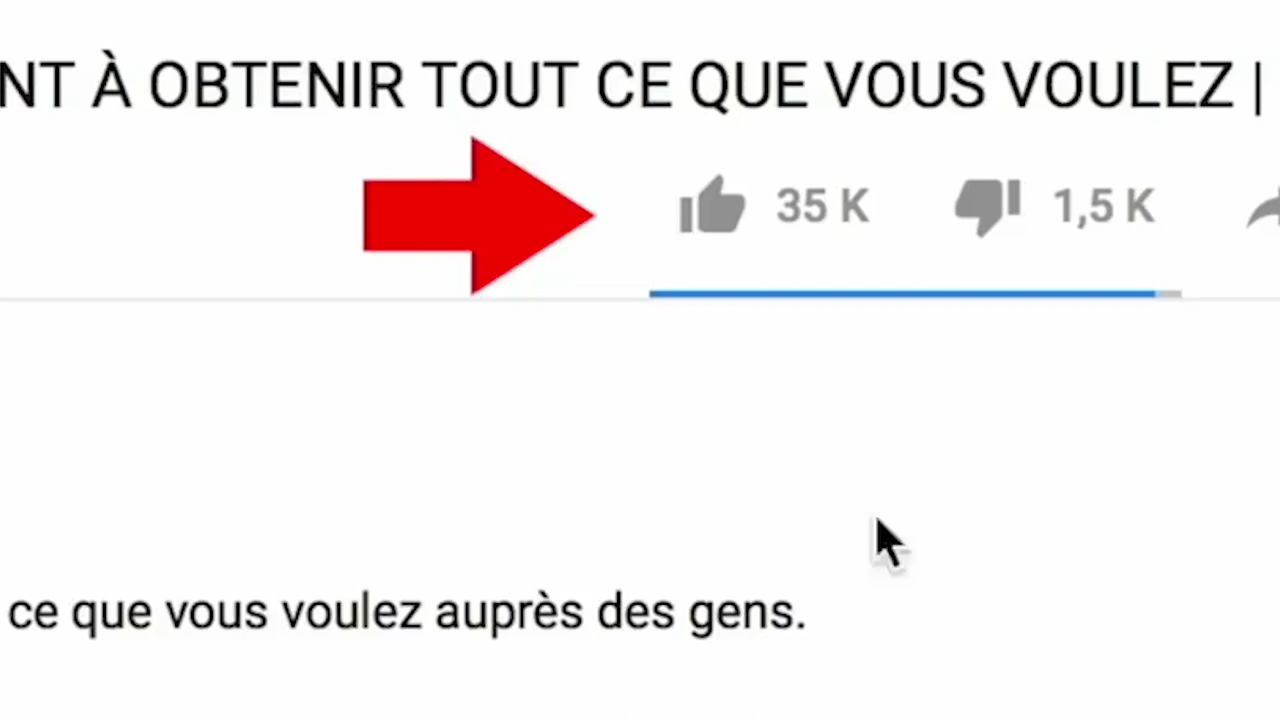 NT À OBTENIR TOUT CE QUE VOUS VOULEZ |
35 K 1,5 K
ce que vous voulez auprès des gens.